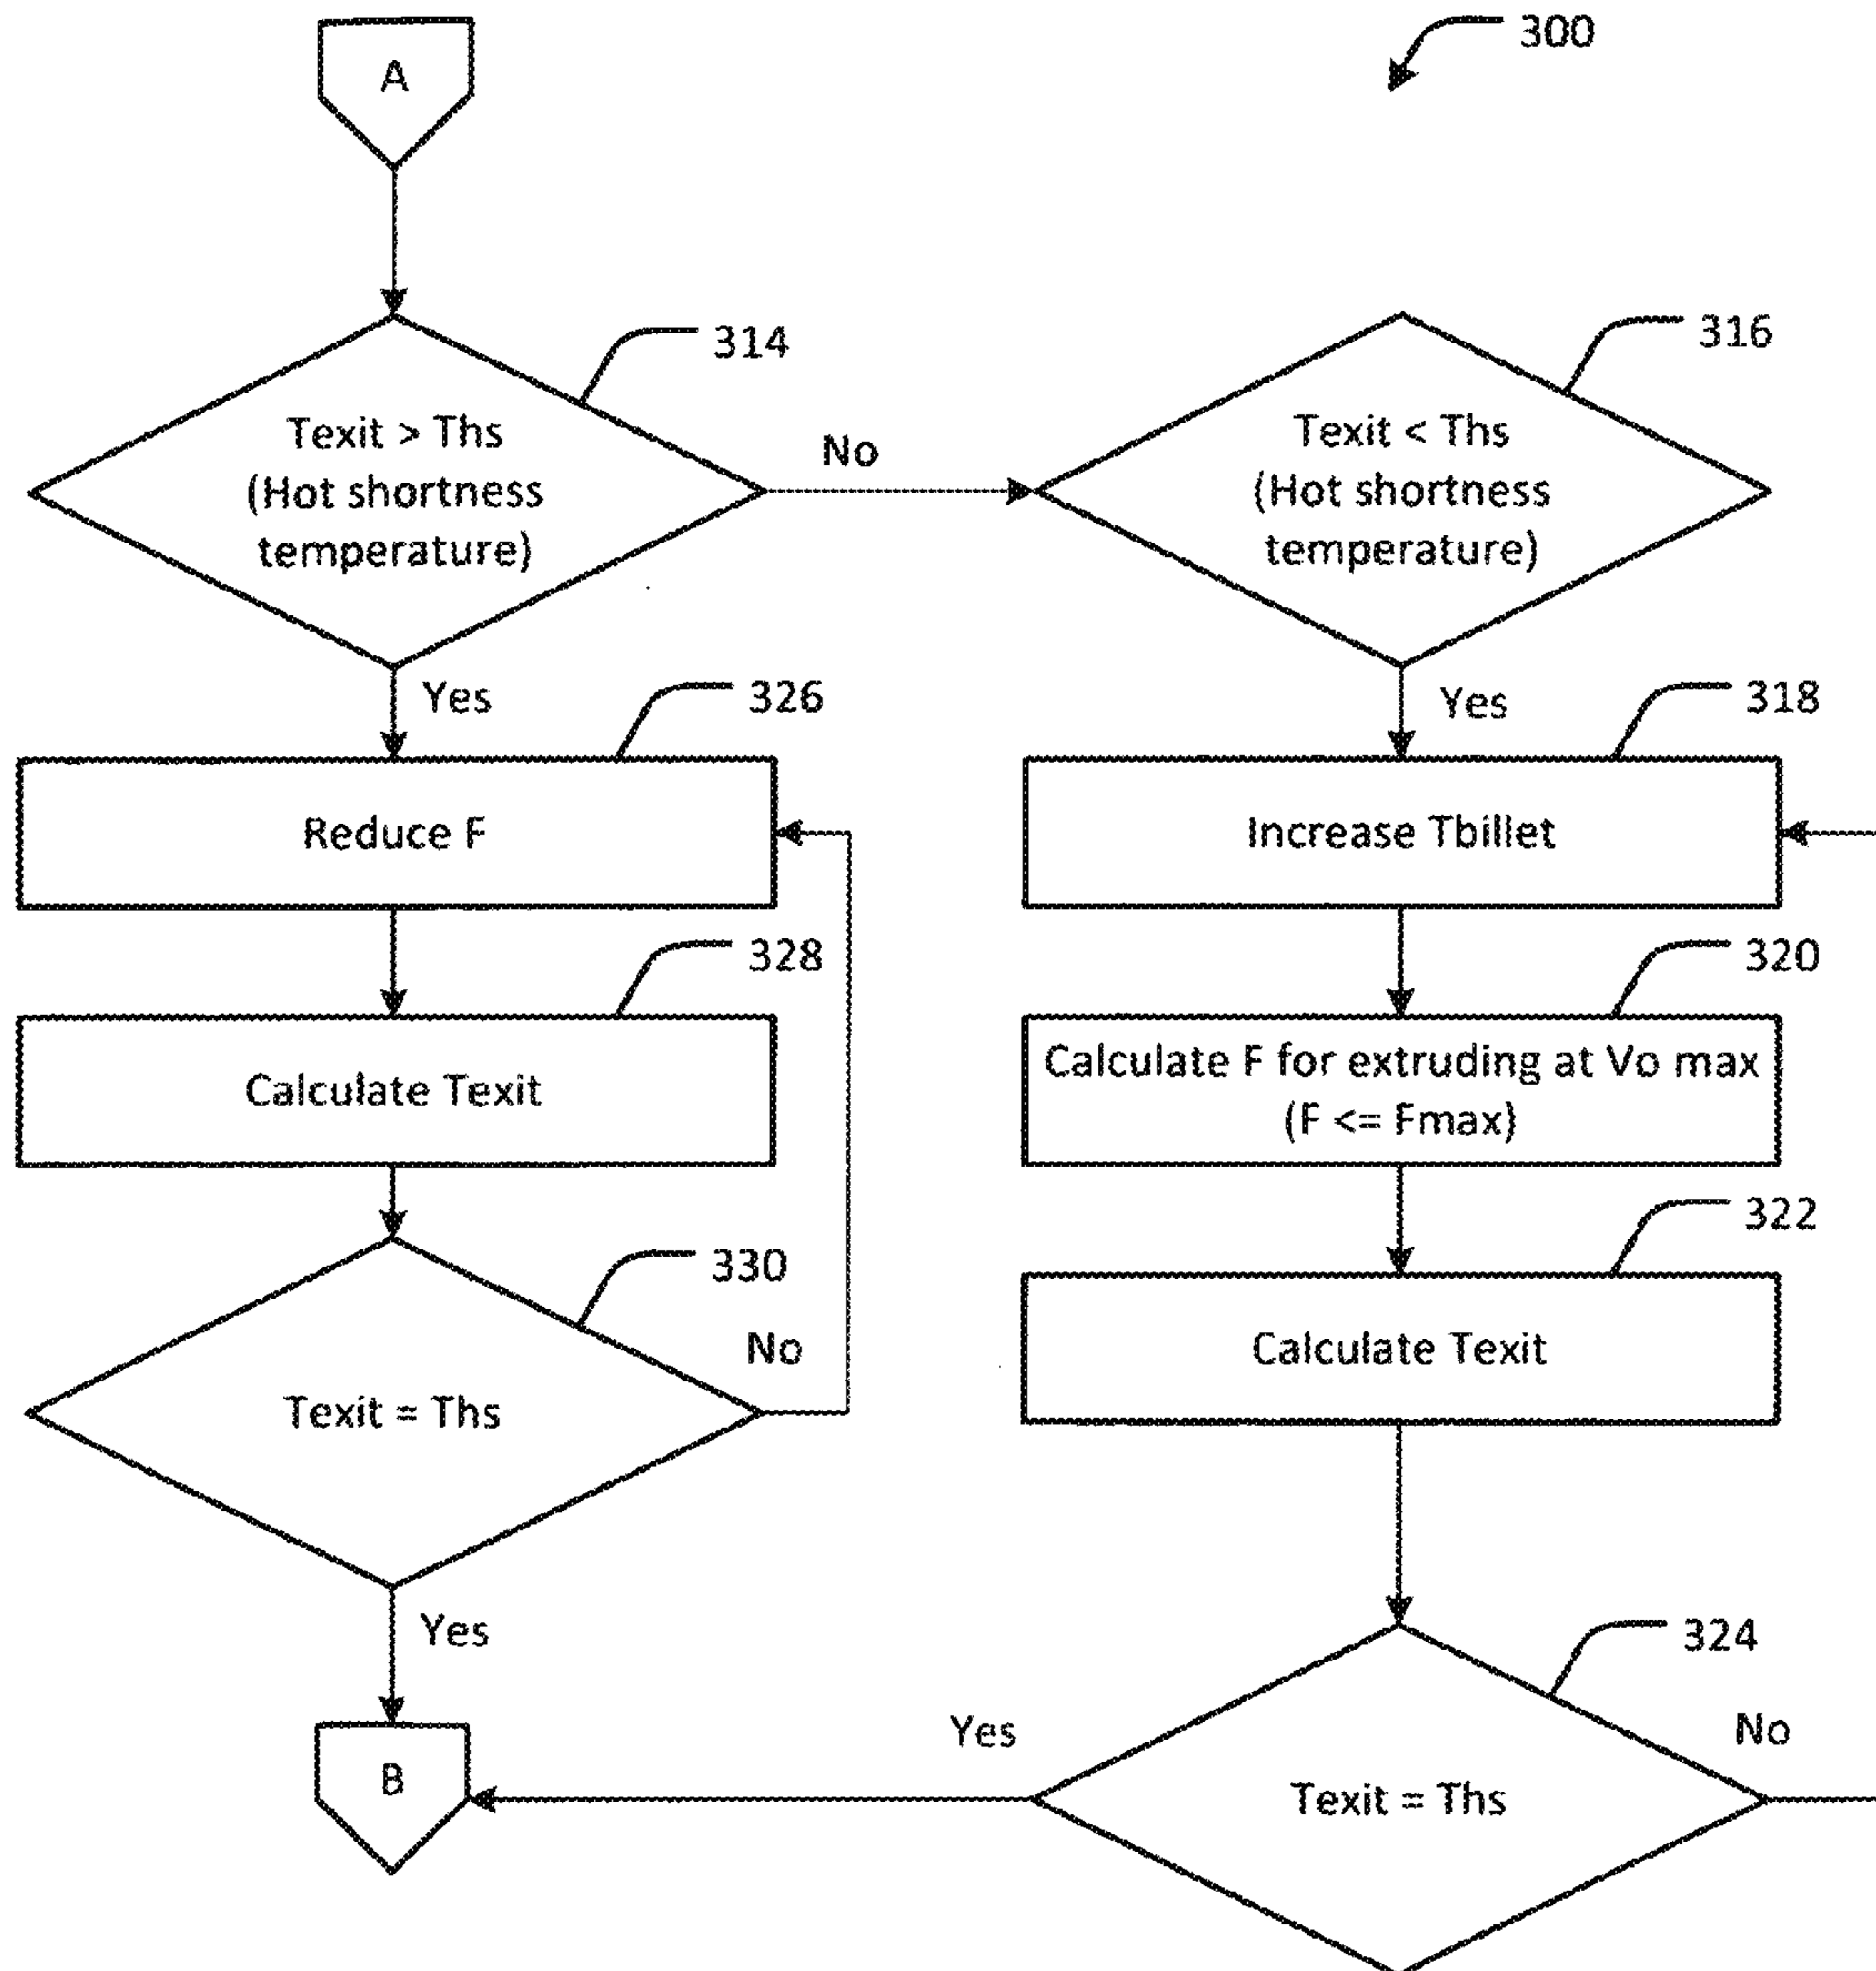 A
300
314
Texit > Ths
(Hot shortness
temperature)
No
316
Texit < Ths
(Hot shortness
temperature)
Yes
326
Reduce F
Yes
318
Increase Tbillet
328
Calculate Texit
320
Calculate F for extruding at Vo max
(F <= Fmax)
322
Calculate Texit
330
No
Texit = Ths
Yes
B
324
Yes
No
Texit = Ths